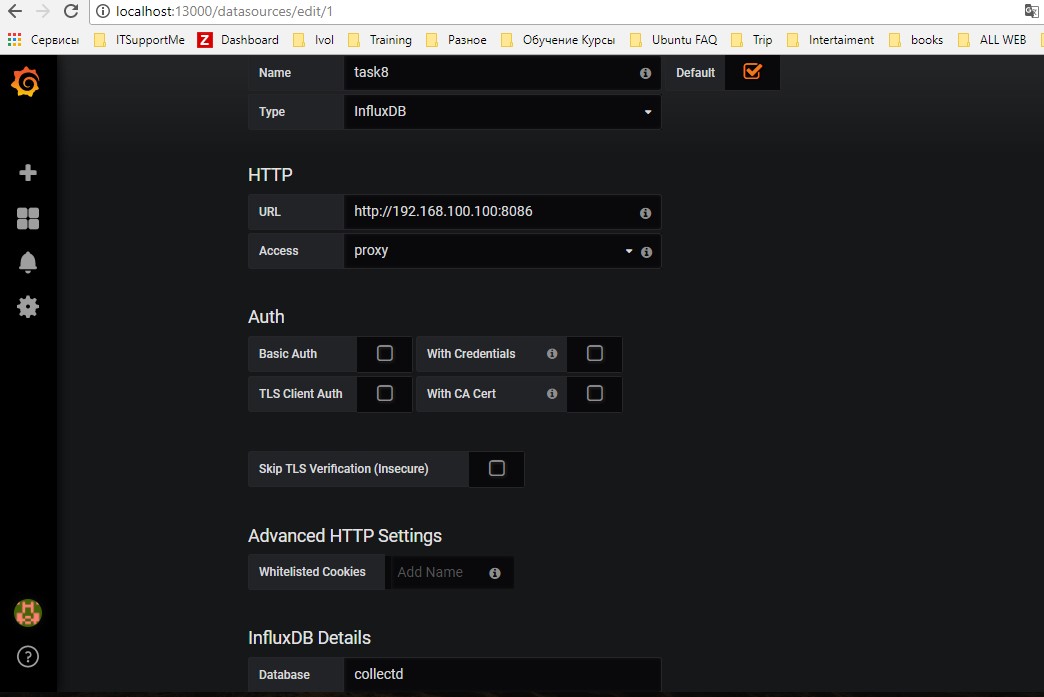 localhost:13000/datasources/edit/1
Сервисы ITSupportMe Z Dashboard lvol Training Разное Обучение Курсы Ubuntu FAQ Trip Intertaiment books ALL WEB
Name task8 Default
Type InfluxDB
HTTP
URL http://192.168.100.100:8086
Access proxy
Auth
Basic Auth With Credentials
TLS Client Auth With CA Cert
Skip TLS Verification (Insecure)
Advanced HTTP Settings
Whitelisted Cookies Add Name
InfluxDB Details
Database collectd